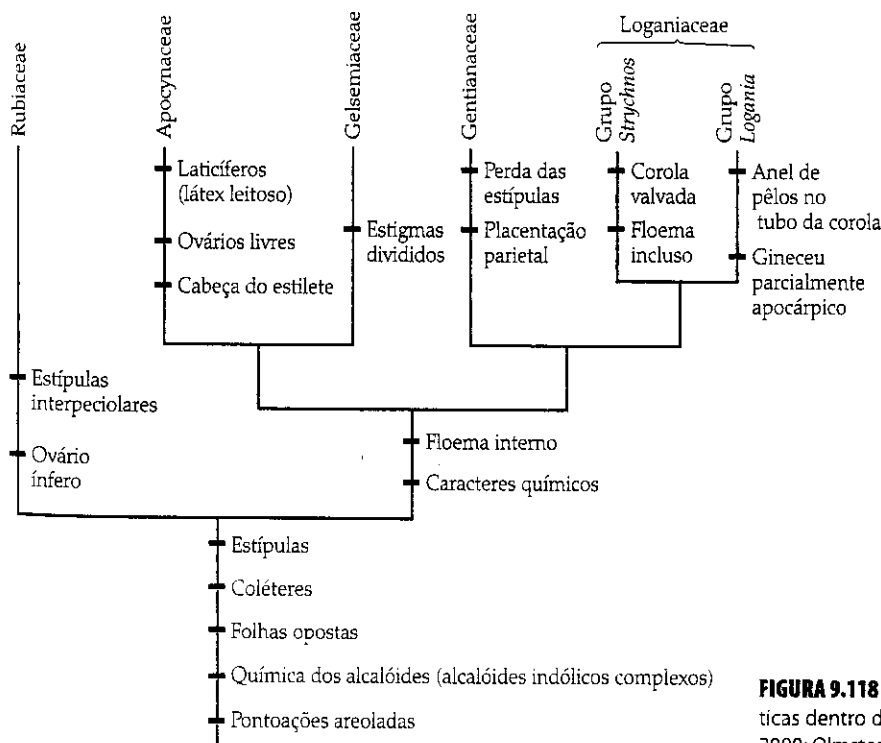 Loganiaceae
Rubiaceae
Apocynaceae
Gelsemiaceae
Gentianaceae
Grupo
Strychnos
Grupo
Logania
Laticíferos
(látex leitoso)
Ovários livres
Cabeça do estilete
Estigmas
divididos
Perda das
estípulas
Placentação
parietal
Corola
valvada
Floema
incluso
Anel de
pêlos no
tubo da corola
Gineceu
parcialmente
apocárpico
Estípulas
interpeciolares
Ovário
ínfero
Floema interno
Caracteres químicos
Estípulas
Coléteres
Folhas opostas
Química dos alcalóides (alcalóides indólicos complexos)
Pontoações areoladas
FIGURA 9.118
ticas dentro d